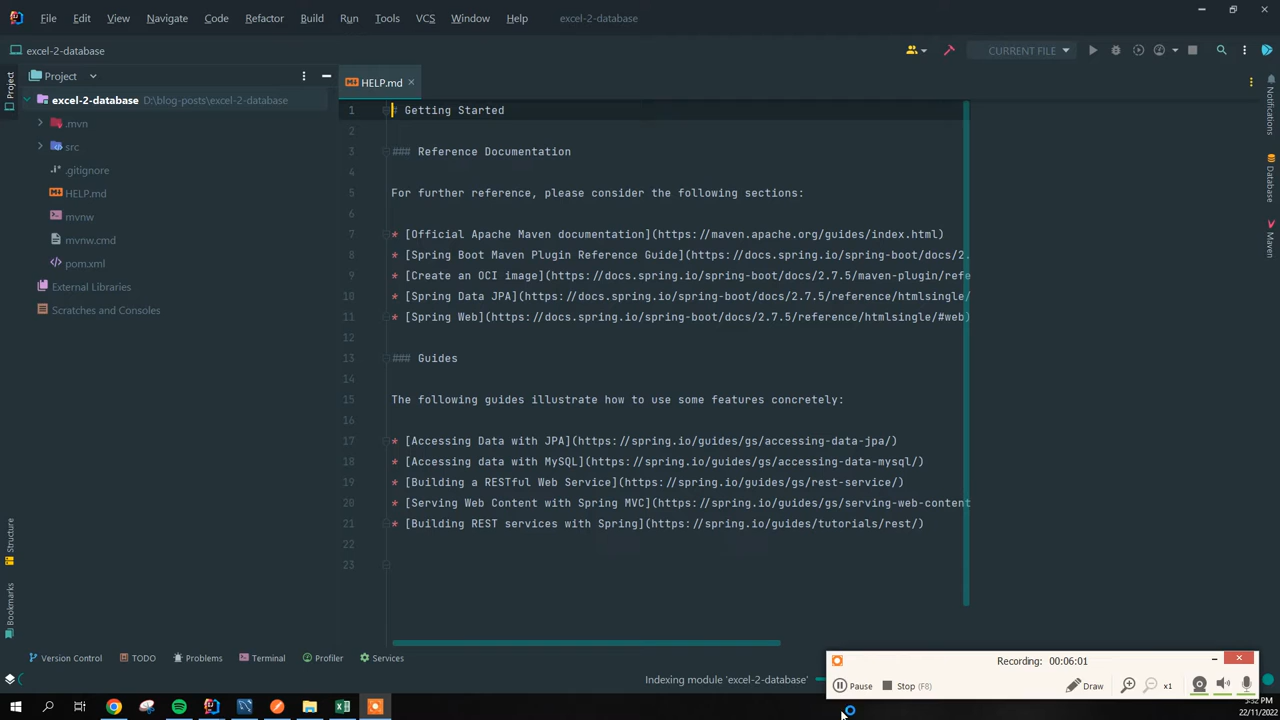 File Edit View Navigate Code Refactor Build Run Tools VCS Window Help excel-2-database
excel-2-database CURRENT FILE
Project
Project
HELP.md
excel-2-database D:\blog-posts\excel-2-database
.mvn
src
.gitignore
HELP.md
mvnw
mvnw.cmd
pom.xml
External Libraries
Scratches and Consoles
1 # Getting Started
2
3 ### Reference Documentation
4
5 For further reference, please consider the following sections:
6
7 * [Official Apache Maven documentation](https://maven.apache.org/guides/index.html)
8 * [Spring Boot Maven Plugin Reference Guide](https://docs.spring.io/spring-boot/docs/2.
9 * [Create an OCI image](https://docs.spring.io/spring-boot/docs/2.7.5/maven-plugin/refe
10 * [Spring Data JPA](https://docs.spring.io/spring-boot/docs/2.7.5/reference/htmlsingle/
11 * [Spring Web](https://docs.spring.io/spring-boot/docs/2.7.5/reference/htmlsingle/#web)
12
13 ### Guides
14
15 The following guides illustrate how to use some features concretely:
16
17 * [Accessing Data with JPA](https://spring.io/guides/gs/accessing-data-jpa/)
18 * [Accessing data with MySQL](https://spring.io/guides/gs/accessing-data-mysql/)
19 * [Building a RESTful Web Service](https://spring.io/guides/gs/rest-service/)
20 * [Serving Web Content with Spring MVC](https://spring.io/guides/gs/serving-web-content
21 * [Building REST services with Spring](https://spring.io/guides/tutorials/rest/)
22
23
Notifications
Database
Maven
Structure
Bookmarks
Version Control TODO Problems Terminal Profiler Services
Indexing module 'excel-2-database'
Recording: 00:06:01
Pause Stop (F8) Draw x1
22/11/2022